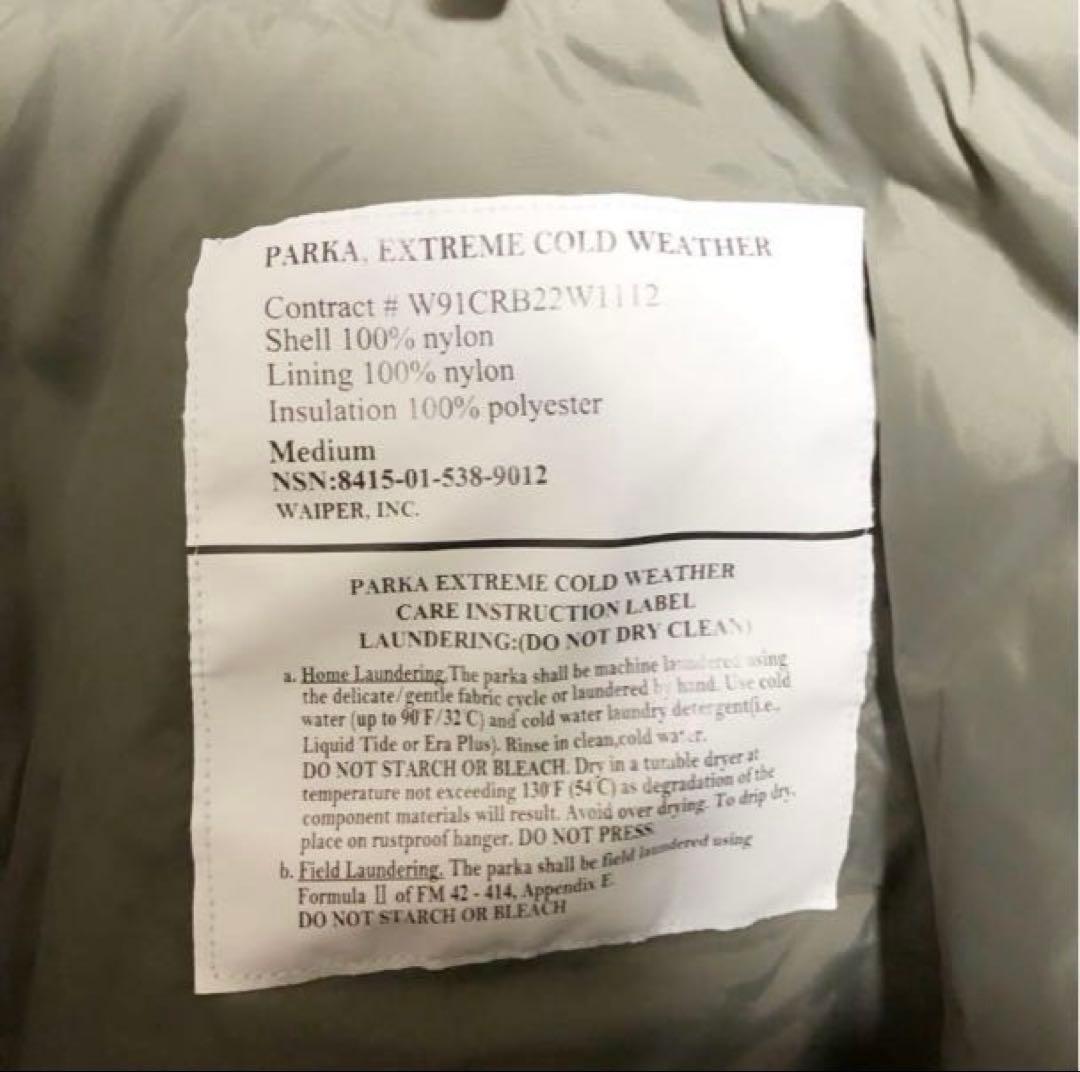 PARKA, EXTREME COLD WEATHER
Contract # W91CRB22W1112
Shell 100% nylon
Lining 100% nylon
Insulation 100% polyester
Medium
NSN:8415-01-538-9012
WAIPER, INC.
PARKA EXTREME COLD WEATHER
CARE INSTRUCTION LABEL
LAUNDERING:(DO NOT DRY CLEAN)
a. Home Laundering.The parka shall be machine laundered using
the delicate/gentle fabric cycle or laundered by hand. Use cold
water (up to 90°F/32°C) and cold water laundry detergent(i.e.,
Liquid Tide or Era Plus). Rinse in clean,cold water.
DO NOT STARCH OR BLEACH. Dry in a tumble dryer at
temperature not exceeding 130°F (54°C) as degradation of the
component materials will result. Avoid over drying. To drip dry,
place on rustproof hanger. DO NOT PRESS
b. Field Laundering. The parka shall be field laundered using
Formula II of FM 42-414, Appendix E
DO NOT STARCH OR BLEACH